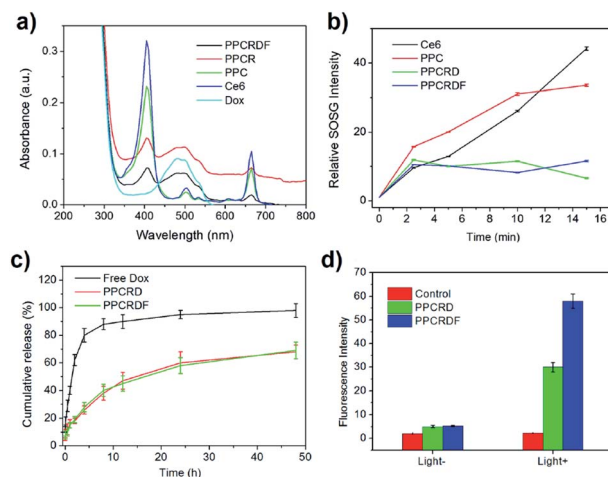 a)
PPCRDF
PPCR
PPC
Ce6
Dox
Absorbance (a.u.)
0.3
0.2
0.1
0.0
200 300 400 500 600 700 800
Wavelength (nm)
b)
Ce6
PPC
PPCRD
PPCRDF
Relative SOSG Intensity
40
20
0
0 2 4 6 8 10 12 14 16
Time (min)
c)
Free Dox
PPCRD
PPCRDF
Cumulative release (%)
120
100
80
60
40
20
0
0 10 20 30 40 50
Time (h)
d)
Control
PPCRD
PPCRDF
Fluorescence Intensity
70
60
50
40
30
20
10
0
Light- Light+